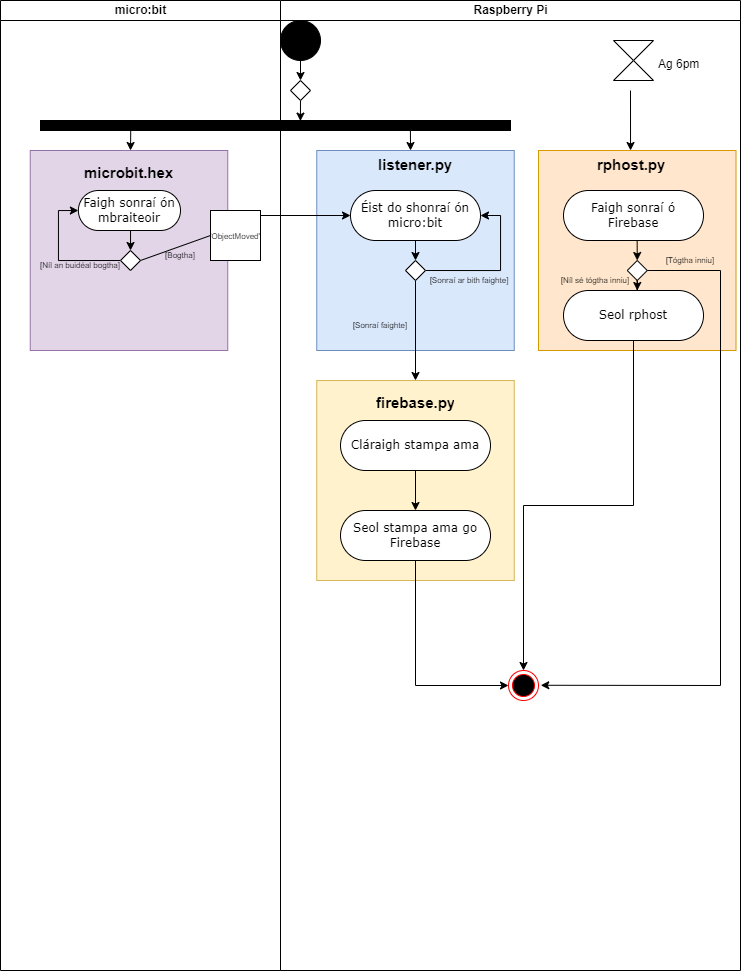 micro:bit
Raspberry Pi
Ag 6pm
microbit.hex
Faigh sonraí ón
mbraiteoir
[Níl an buidéal bogtha]
[Bogtha]
ObjectMoved'
listener.py
Éist do shonraí ón
micro:bit
[Sonraí ar bith faighte]
[Sonraí faighte]
rphost.py
Faigh sonraí ó
Firebase
[Tógtha inniu]
[Níl sé tógtha inniu]
Seol rphost
firebase.py
Cláraigh stampa ama
Seol stampa ama go
Firebase